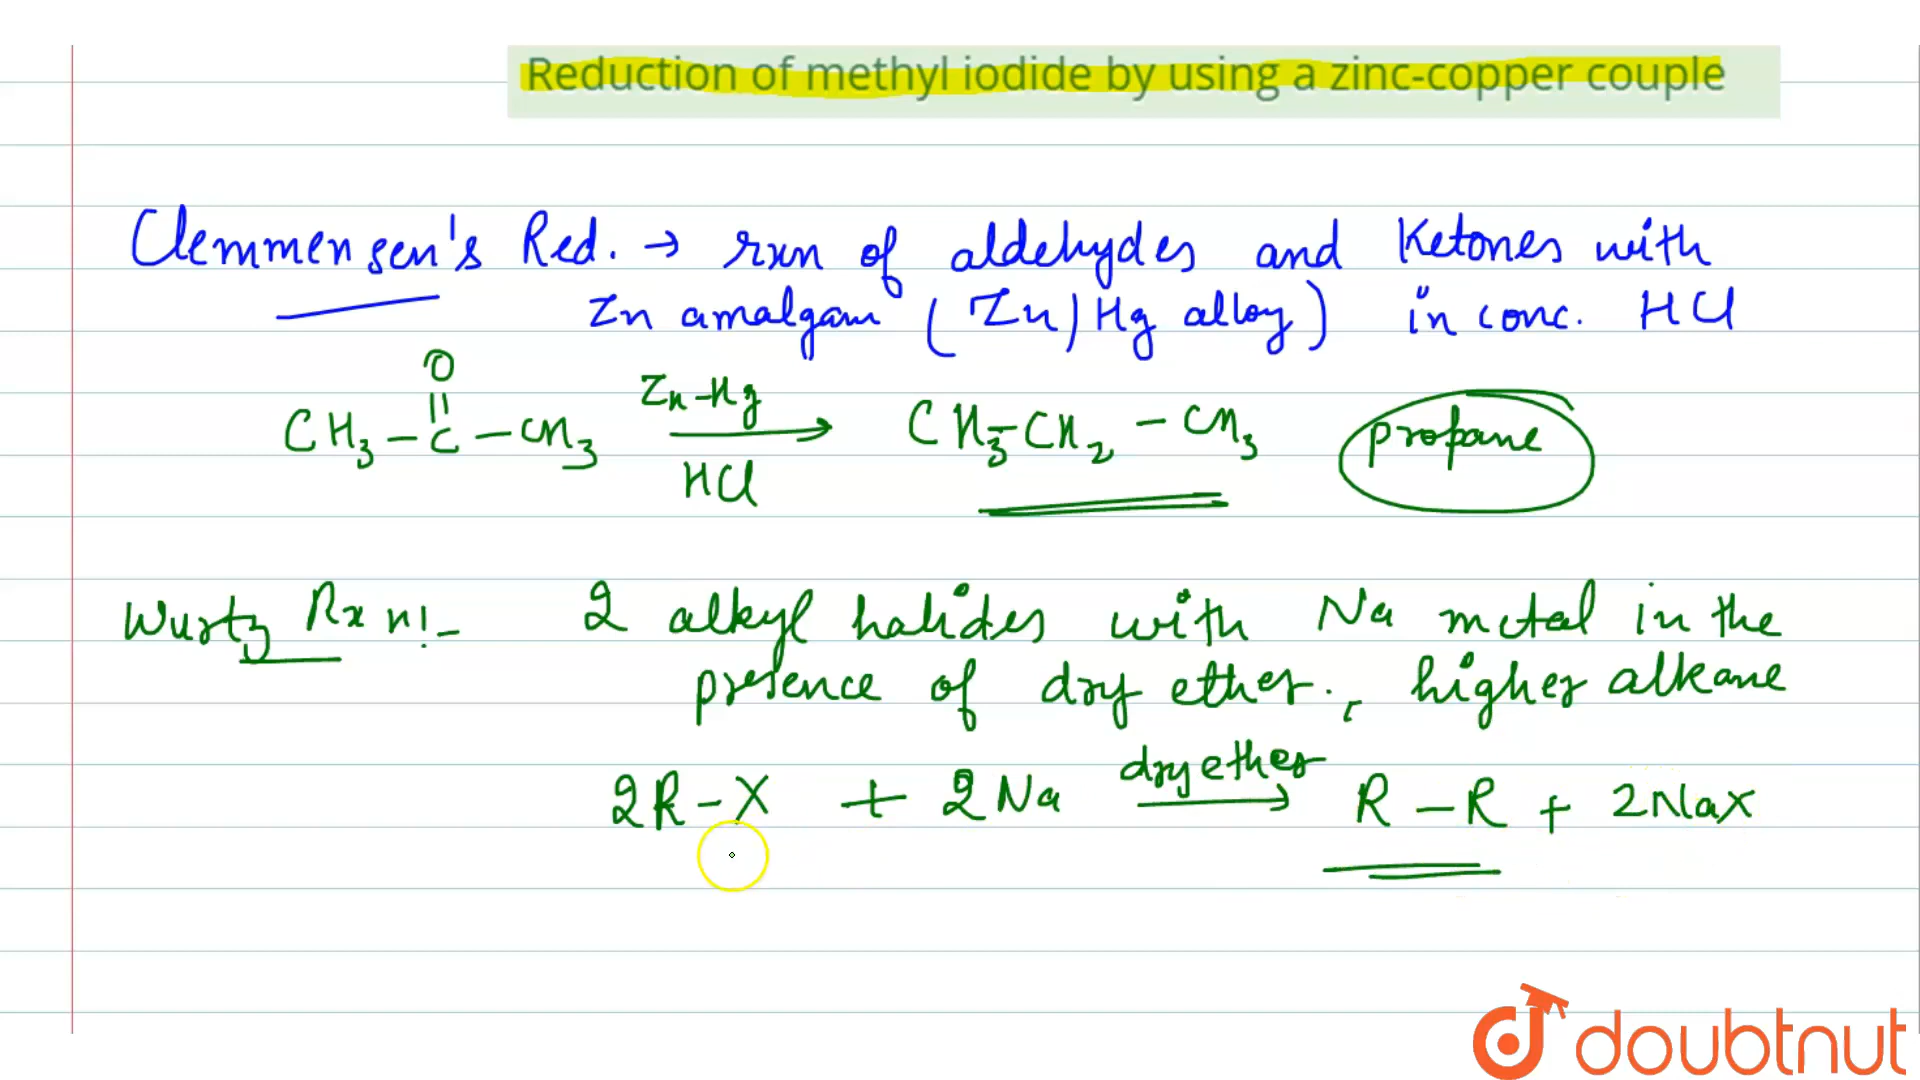 Reduction of methyl iodide by using a zinc-copper couple
Clemmensen's Red. → rxn of aldehydes and Ketones with
Zn amalgam (Zn/Hg alloy) in conc. HCl
O
||
CH3-C-CH3 Zn-Hg → HCl CH3-CH2-CH3 propane
Wurtz Rxn:- 2 alkyl halides with Na metal in the
presence of dry ether., higher alkane
2R-X + 2Na dry ether → R-R + 2NaX
doubtnut